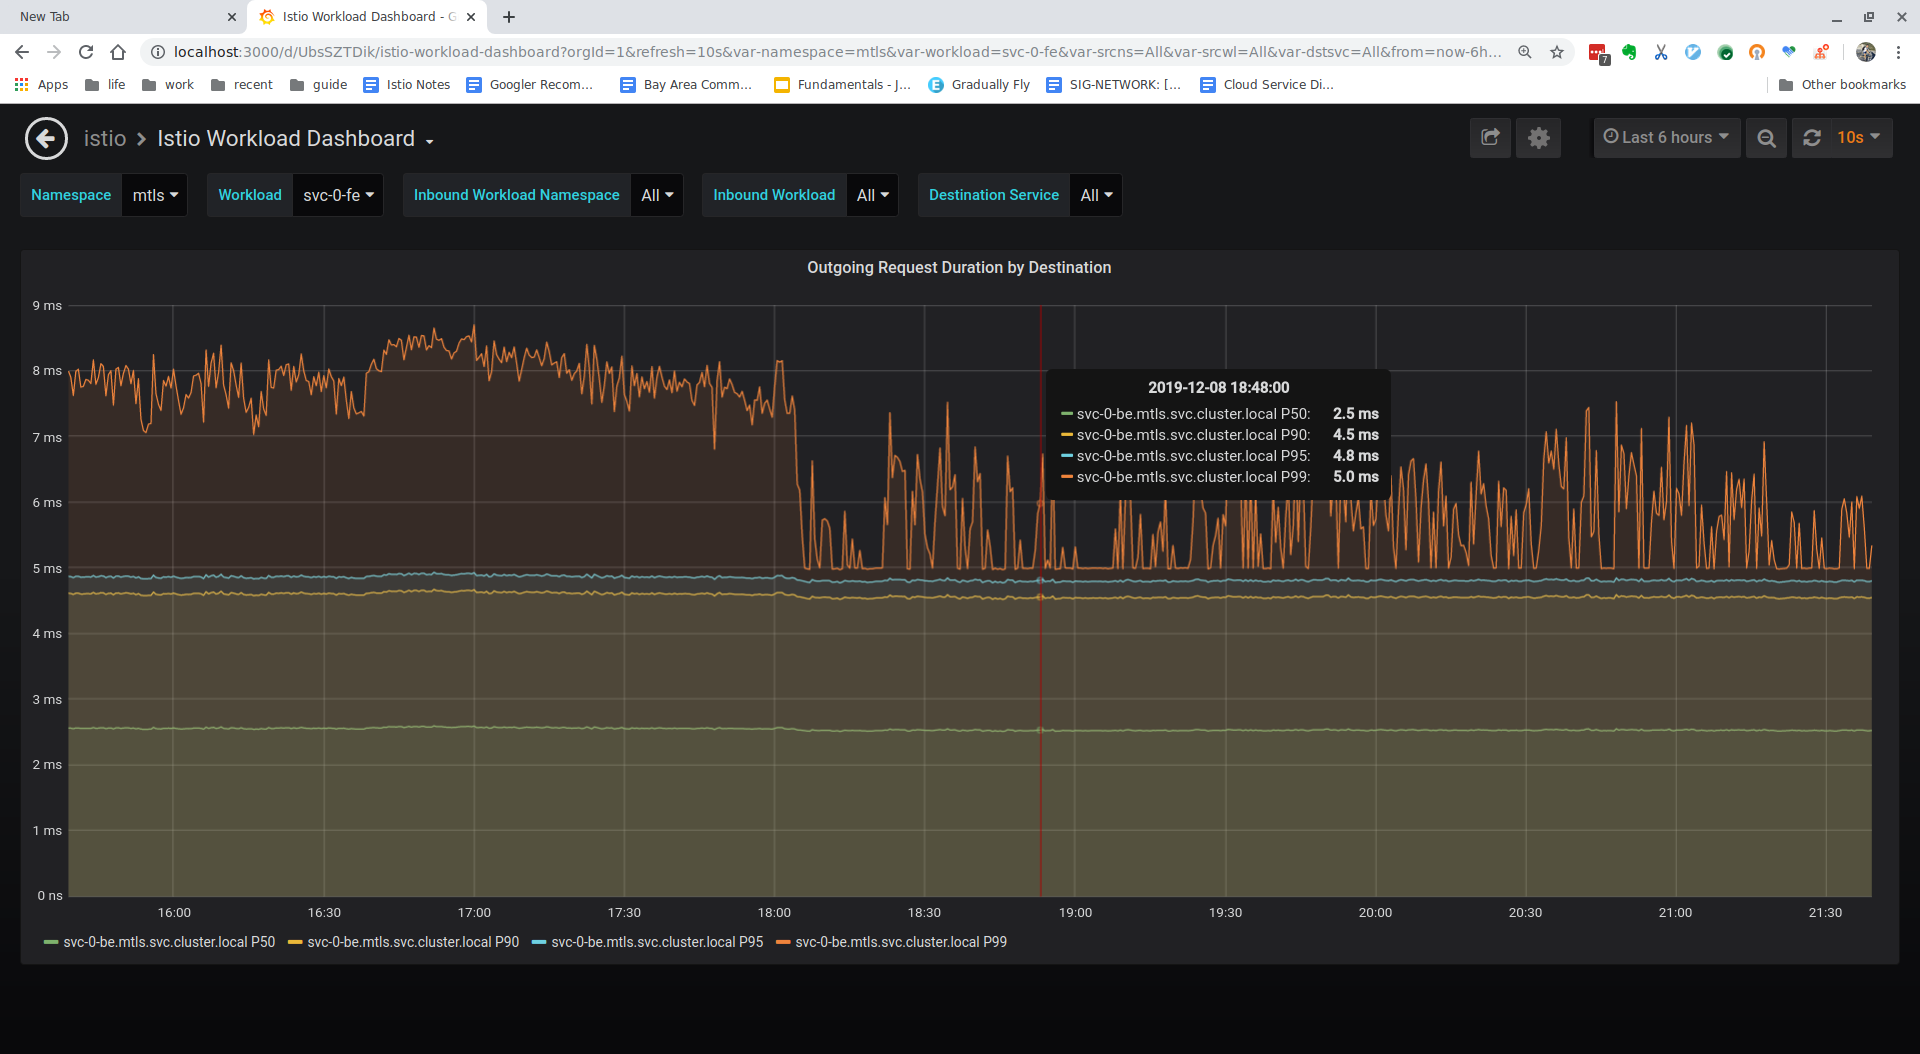 New Tab
Istio Workload Dashboard - G
localhost:3000/d/UbsSZTDik/istio-workload-dashboard?orgId=1&refresh=10s&var-namespace=mtls&var-workload=svc-0-fe&var-srcns=All&var-srcwl=All&var-dstsvc=All&from=now-6h...
7
Apps life work recent guide Istio Notes Googler Recom... Bay Area Comm... Fundamentals - J... Gradually Fly SIG-NETWORK: [... Cloud Service Di... Other bookmarks
istio > Istio Workload Dashboard
Last 6 hours
10s
Namespace mtls Workload svc-0-fe Inbound Workload Namespace All Inbound Workload All Destination Service All
Outgoing Request Duration by Destination
9 ms
8 ms
7 ms
6 ms
5 ms
4 ms
3 ms
2 ms
1 ms
0 ns
2019-12-08 18:48:00
svc-0-be.mtls.svc.cluster.local P50: 2.5 ms
svc-0-be.mtls.svc.cluster.local P90: 4.5 ms
svc-0-be.mtls.svc.cluster.local P95: 4.8 ms
svc-0-be.mtls.svc.cluster.local P99: 5.0 ms
16:00 16:30 17:00 17:30 18:00 18:30 19:00 19:30 20:00 20:30 21:00 21:30
svc-0-be.mtls.svc.cluster.local P50 svc-0-be.mtls.svc.cluster.local P90 svc-0-be.mtls.svc.cluster.local P95 svc-0-be.mtls.svc.cluster.local P99